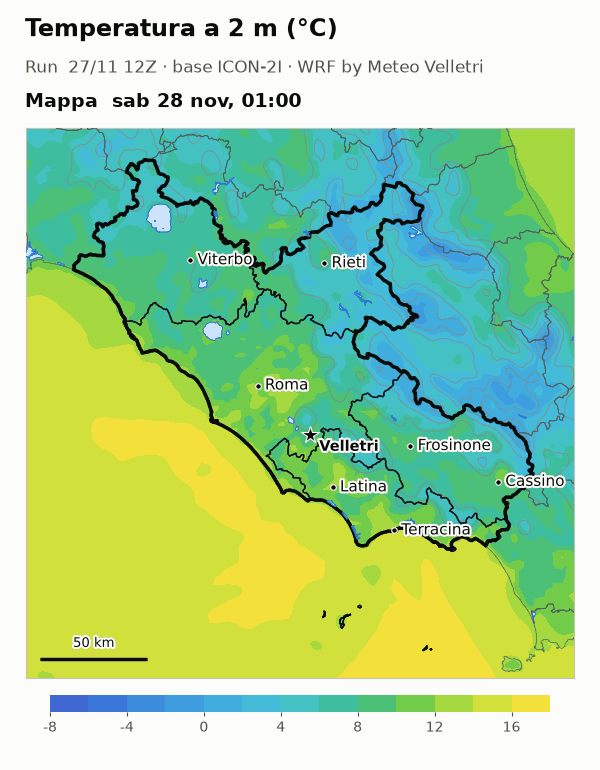 Temperatura a 2 m (°C)
Run  27/11 12Z · base ICON-2I · WRF by Meteo Velletri
Mappa  sab 28 nov, 01:00
Viterbo
Rieti
Roma
Velletri
Frosinone
Latina
Cassino
Terracina
50 km
-8 -4 0 4 8 12 16